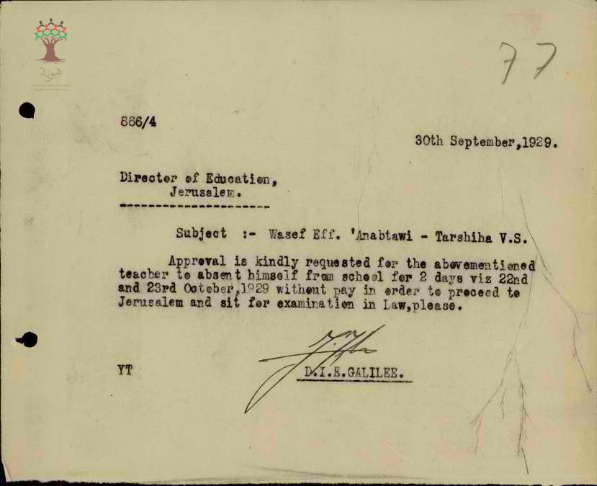 77
866/4
30th September,1929.
Director of Education,
Jerusalem.
Subject :- Wasef Eff. 'Anabtawi - Tarshiha V.S.
Approval is kindly requested for the abovementioned
teacher to absent himself from school for 2 days viz 22nd
and 23rd October,1929 without pay in order to proceed to
Jerusalem and sit for examination in Law,please.
YT
D.I.E.GALILEE.